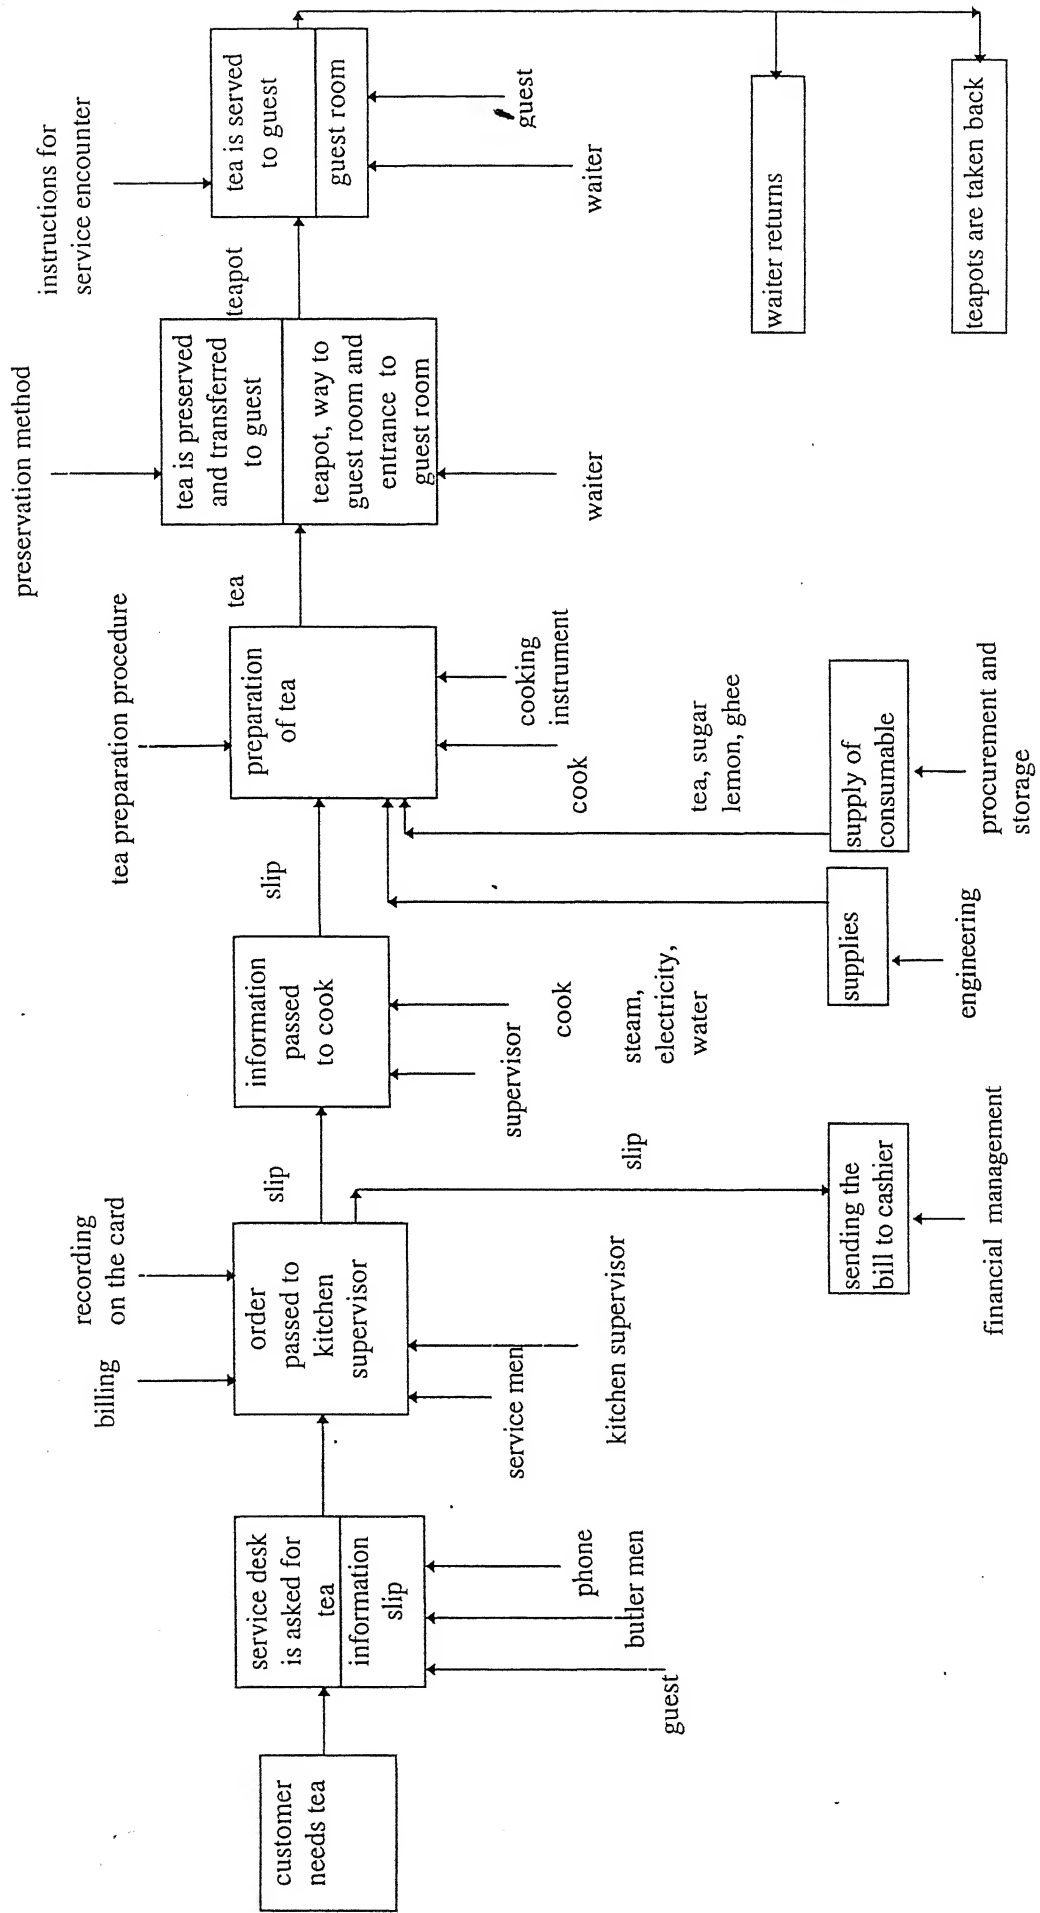 customer
needs tea
service desk
is asked for
tea
information
slip
guest
butler men
phone
billing
recording
on the card
order
passed to
kitchen
supervisor
service men
kitchen supervisor
slip
slip
sending the
bill to cashier
financial management
information
passed
to cook
supervisor
cook
slip
steam,
electricity,
water
supplies
engineering
tea preparation procedure
preparation
of tea
cook
cooking
instrument
tea, sugar
lemon, ghee
supply of
consumable
procurement and
storage
tea
preservation method
tea is preserved
and transferred
to guest
teapot, way to
guest room and
entrance to
guest room
waiter
teapot
instructions for
service encounter
tea is served
to guest
guest room
waiter
guest
waiter returns
teapots are taken back